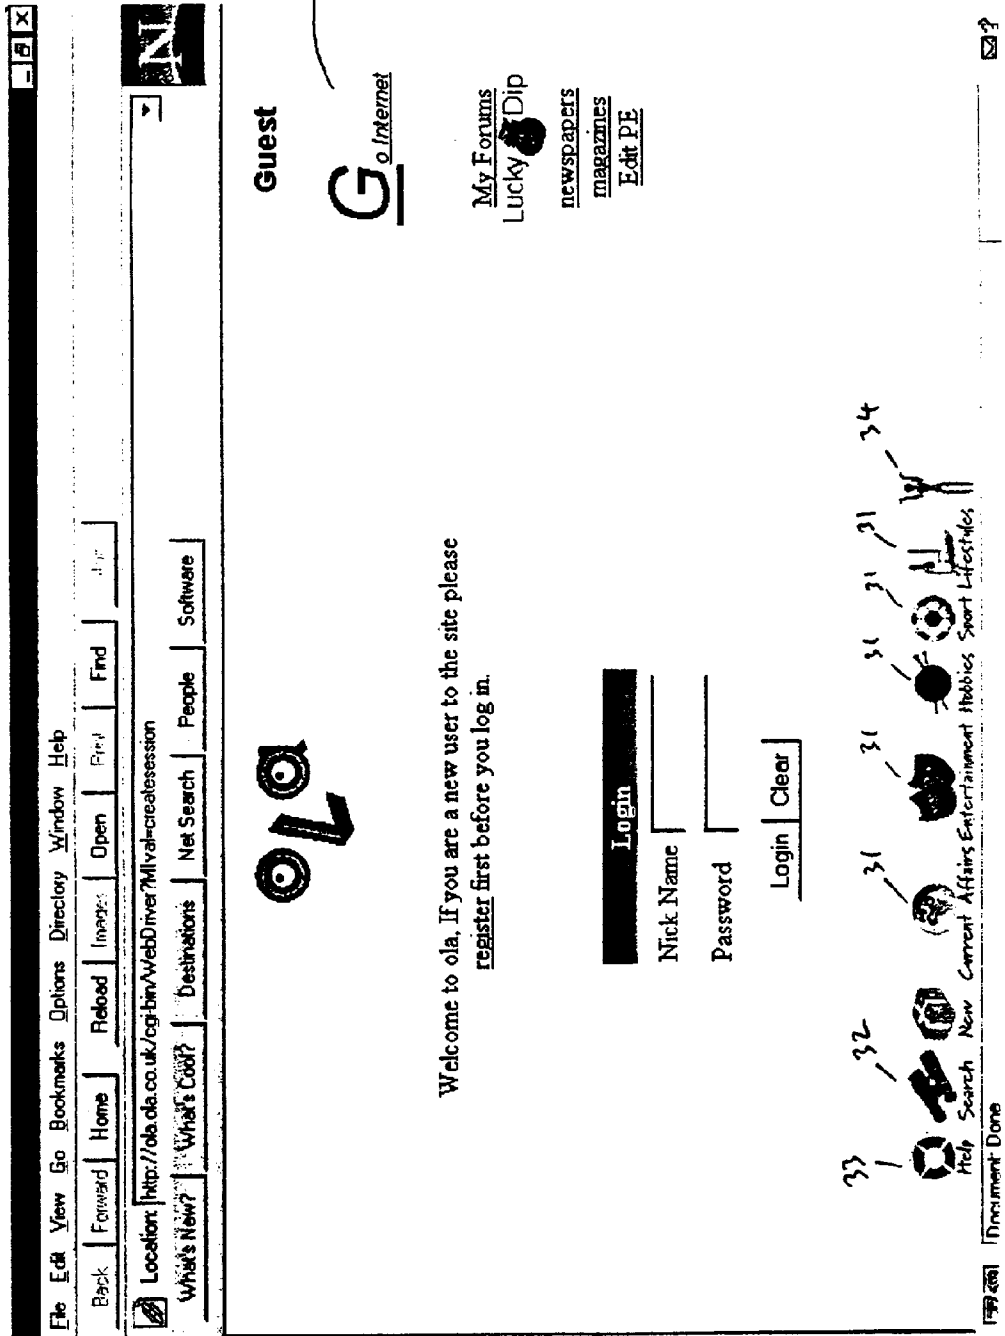 File Edit View Go Bookmarks Options Directory Window Help
Back Forward Home Reload Images Open Print Find
Location: http://ola.ola.co.uk/cgi-bin/WebDriver?MIval=createsession
What's New? What's Cool? Destinations Net Search People Software
N
ola
Guest
Go Internet
Welcome to ola, If you are a new user to the site please
register first before you log in.
My Forums
Lucky Dip
newspapers
magazines
Edit PE
Login
Nick Name
Password
Login Clear
33 32 31 31 31 31 31 34
Help Search New Current Affairs Entertainment Hobbies Sport Lifestyles
Document: Done
?